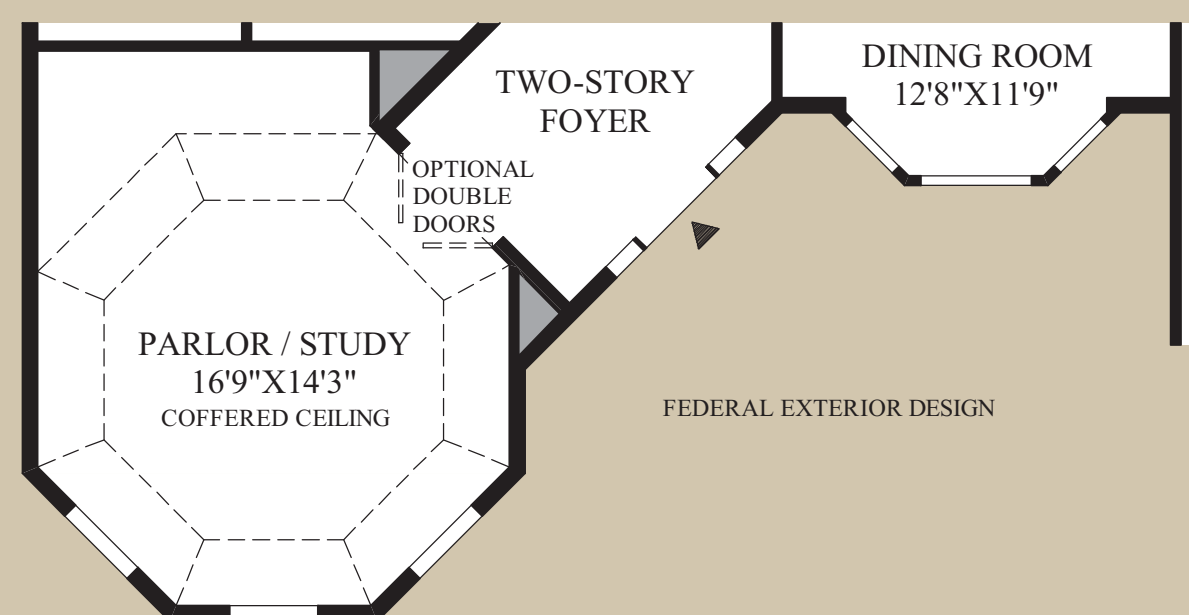 DINING ROOM
12'8"X11'9"
TWO-STORY
FOYER
OPTIONAL
DOUBLE
DOORS
PARLOR / STUDY
16'9"X14'3"
COFFERED CEILING
FEDERAL EXTERIOR DESIGN